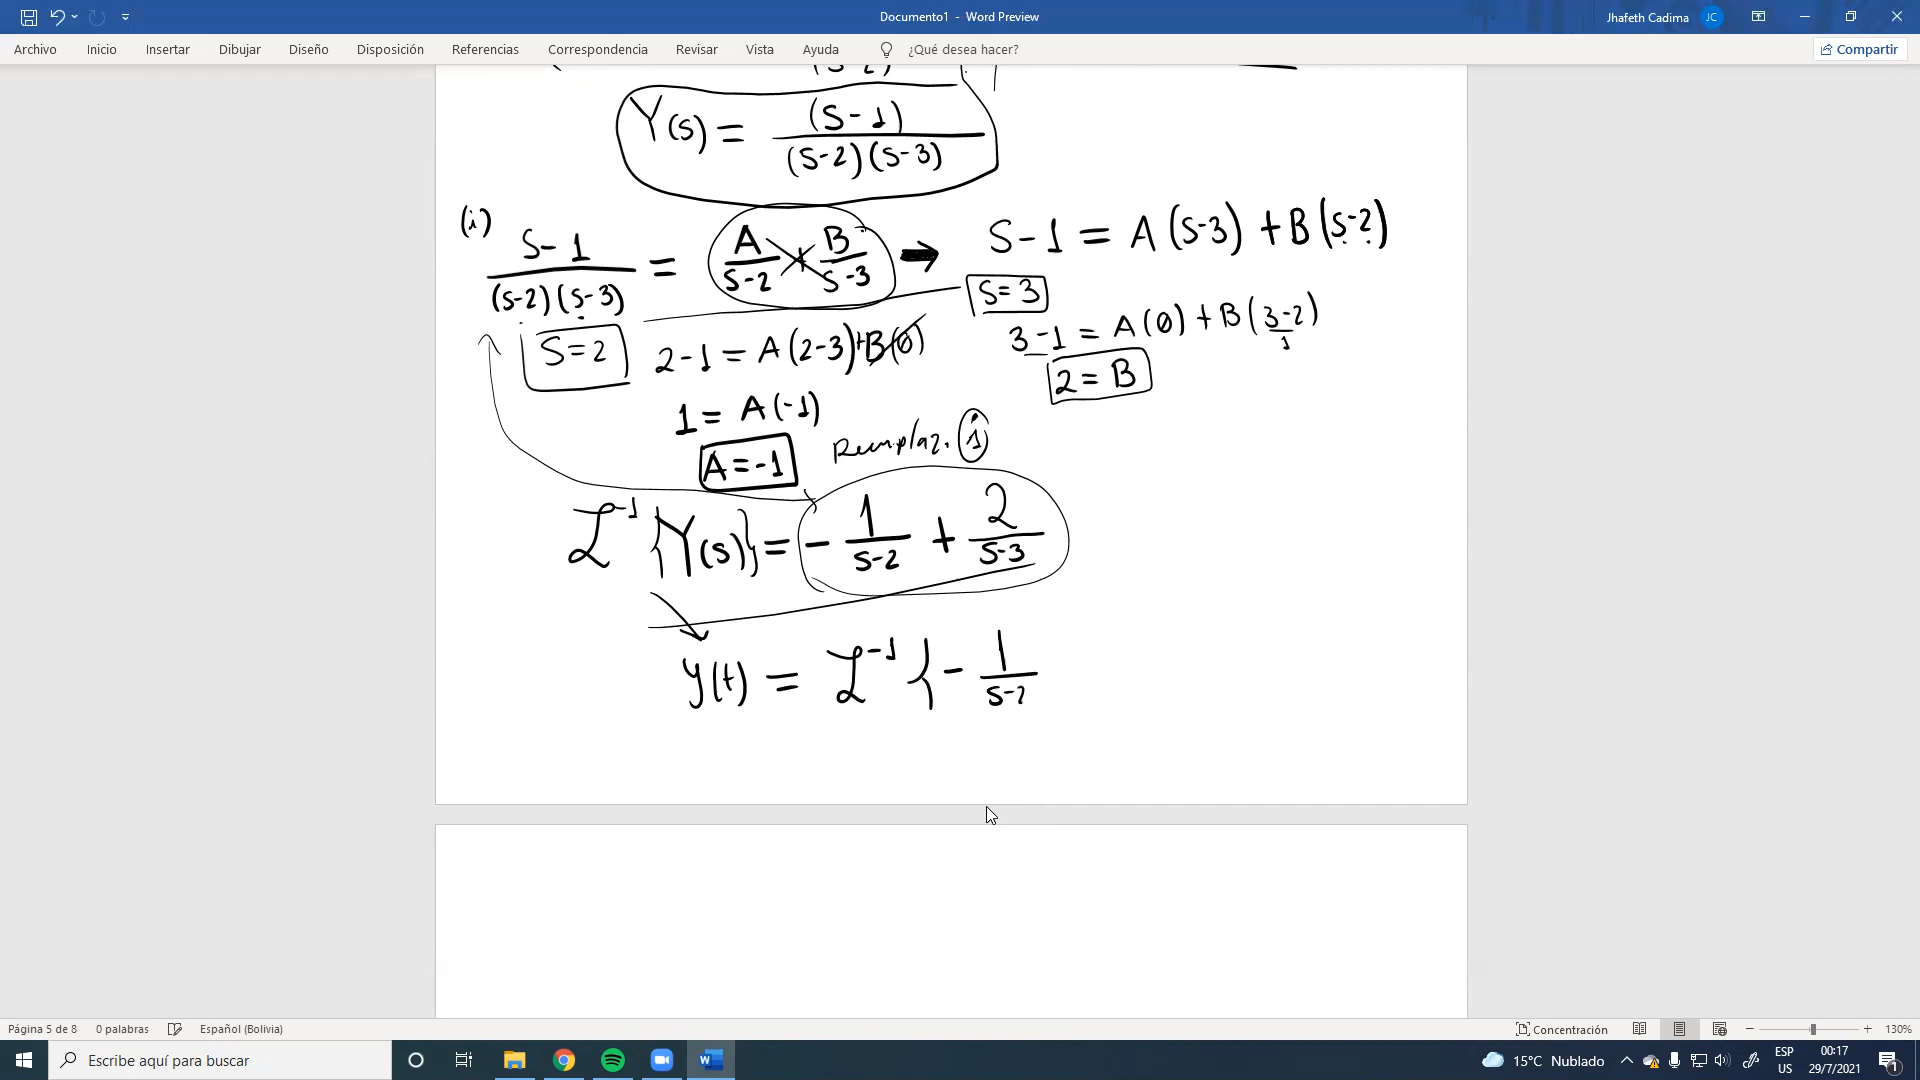 Documento1 - Word Preview
Jhafeth Cadima JC
Archivo Inicio Insertar Dibujar Diseño Disposición Referencias Correspondencia Revisar Vista Ayuda ¿Qué desea hacer? Compartir
(s-2)
Y(s) = (s-1) / (s-2)(s-3)
(i) s-1 / (s-2)(s-3) = A/s-2 + B/s-3 ➡ s-1 = A(s-3) + B(s-2)
s=3
3-1 = A(0) + B(3-2)
1
2 = B
s=2 2-1 = A(2-3)+B(0)
1 = A(-1)
A=-1
Remplaz. i
ℒ⁻¹{Y(s)} = - 1/s-2 + 2/s-3
y(t) = ℒ⁻¹{- 1/s-2
Página 5 de 8 0 palabras Español (Bolivia) Concentración 130%
Escribe aquí para buscar
15°C Nublado
ESP
US
00:17
29/7/2021
1